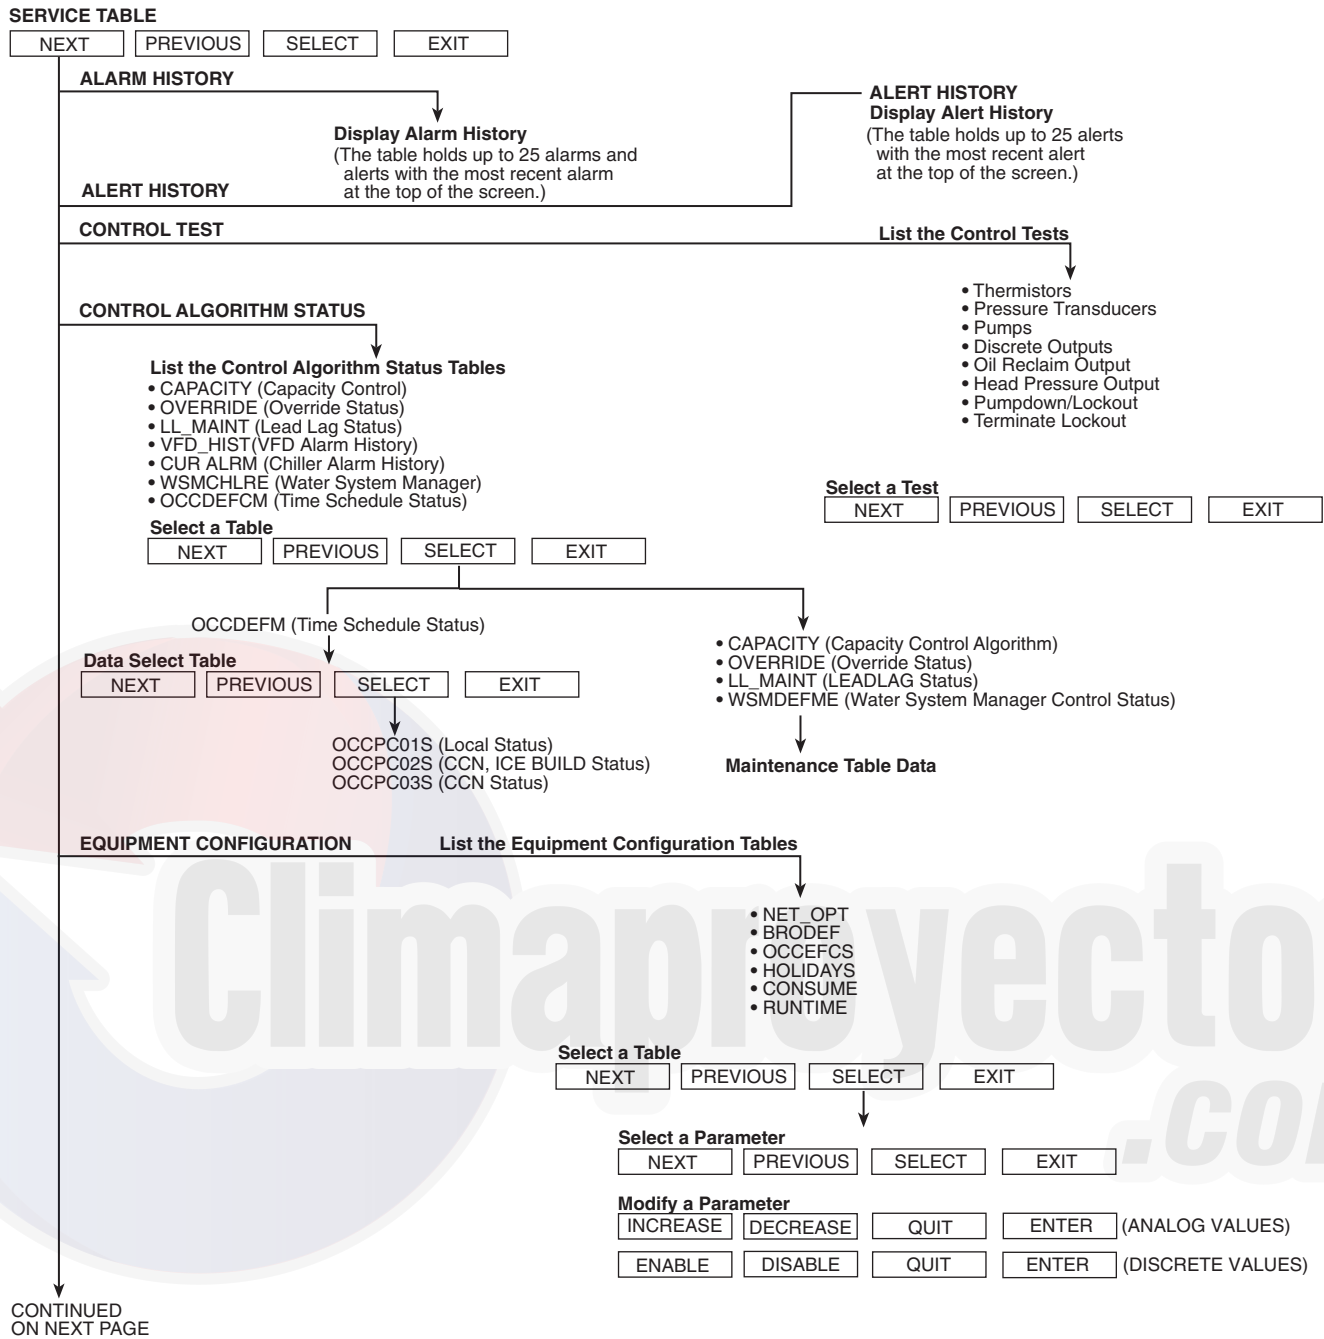 SERVICE TABLE
NEXT PREVIOUS SELECT EXIT
ALARM HISTORY
Display Alarm History
(The table holds up to 25 alarms and
alerts with the most recent alarm
at the top of the screen.)
ALERT HISTORY
Display Alert History
(The table holds up to 25 alerts
with the most recent alert
at the top of the screen.)
ALERT HISTORY
CONTROL TEST
List the Control Tests
• Thermistors
• Pressure Transducers
• Pumps
• Discrete Outputs
• Oil Reclaim Output
• Head Pressure Output
• Pumpdown/Lockout
• Terminate Lockout
Select a Test
NEXT PREVIOUS SELECT EXIT
CONTROL ALGORITHM STATUS
List the Control Algorithm Status Tables
• CAPACITY (Capacity Control)
• OVERRIDE (Override Status)
• LL_MAINT (Lead Lag Status)
• VFD_HIST(VFD Alarm History)
• CUR ALRM (Chiller Alarm History)
• WSMCHLRE (Water System Manager)
• OCCDEFCM (Time Schedule Status)
Select a Table
NEXT PREVIOUS SELECT EXIT
OCCDEFM (Time Schedule Status)
Data Select Table
NEXT PREVIOUS SELECT EXIT
OCCPC01S (Local Status)
OCCPC02S (CCN, ICE BUILD Status)
OCCPC03S (CCN Status)
• CAPACITY (Capacity Control Algorithm)
• OVERRIDE (Override Status)
• LL_MAINT (LEADLAG Status)
• WSMDEFME (Water System Manager Control Status)
Maintenance Table Data
EQUIPMENT CONFIGURATION
List the Equipment Configuration Tables
• NET_OPT
• BRODEF
• OCCEFCS
• HOLIDAYS
• CONSUME
• RUNTIME
Select a Table
NEXT PREVIOUS SELECT EXIT
Select a Parameter
NEXT PREVIOUS SELECT EXIT
Modify a Parameter
INCREASE DECREASE QUIT ENTER (ANALOG VALUES)
ENABLE DISABLE QUIT ENTER (DISCRETE VALUES)
CONTINUED
ON NEXT PAGE
Climaproyecto
.com